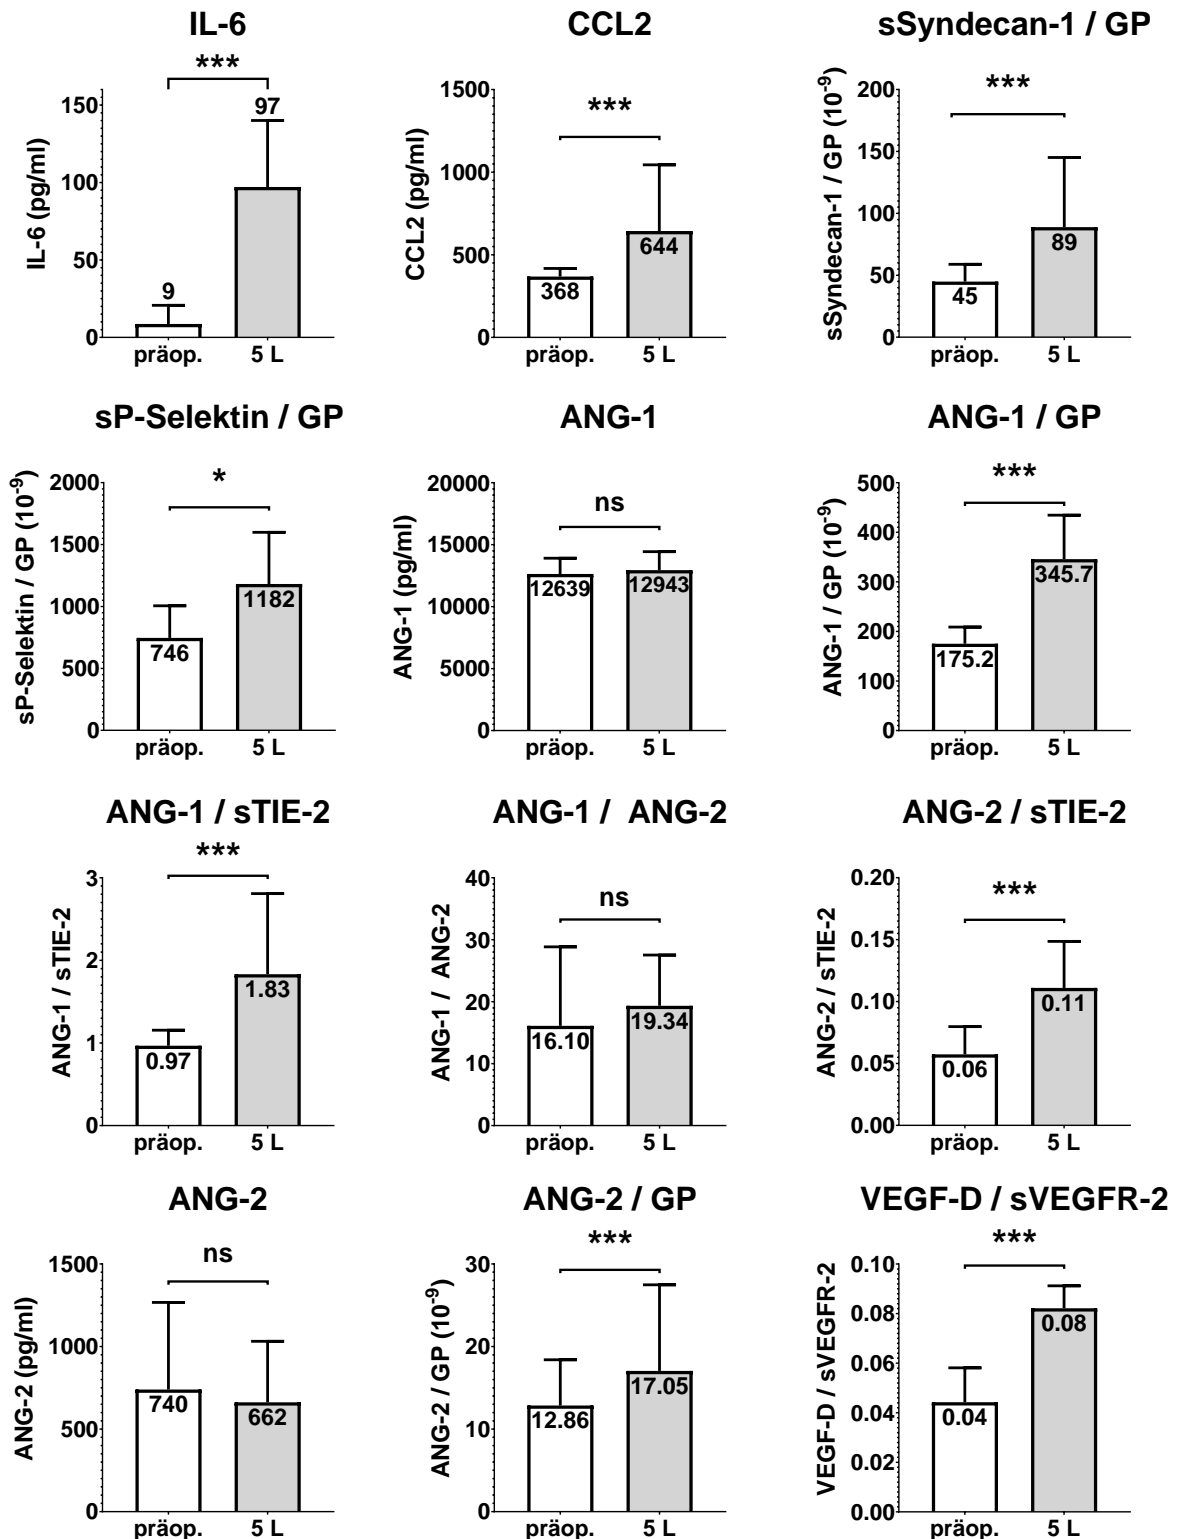 IL-6
***
IL-6 (pg/ml)
150
100
50
0
9
97
präop.
5 L
CCL2
***
CCL2 (pg/ml)
1500
1000
500
0
368
644
präop.
5 L
sSyndecan-1 / GP
***
sSyndecan-1 / GP (10⁻⁹)
200
150
100
50
0
45
89
präop.
5 L
sP-Selektin / GP
*
sP-Selektin / GP (10⁻⁹)
2000
1500
1000
500
0
746
1182
präop.
5 L
ANG-1
ns
ANG-1 (pg/ml)
20000
15000
10000
5000
0
12639
12943
präop.
5 L
ANG-1 / GP
***
ANG-1 / GP (10⁻⁹)
500
400
300
200
100
0
175.2
345.7
präop.
5 L
ANG-1 / sTIE-2
***
ANG-1 / sTIE-2
3
2
1
0
0.97
1.83
präop.
5 L
ANG-1 / ANG-2
ns
ANG-1 / ANG-2
40
30
20
10
0
16.10
19.34
präop.
5 L
ANG-2 / sTIE-2
***
ANG-2 / sTIE-2
0.20
0.15
0.10
0.05
0.00
0.06
0.11
präop.
5 L
ANG-2
ns
ANG-2 (pg/ml)
1500
1000
500
0
740
662
präop.
5 L
ANG-2 / GP
***
ANG-2 / GP (10⁻⁹)
30
20
10
0
12.86
17.05
präop.
5 L
VEGF-D / sVEGFR-2
***
VEGF-D / sVEGFR-2
0.10
0.08
0.06
0.04
0.02
0.00
0.04
0.08
präop.
5 L